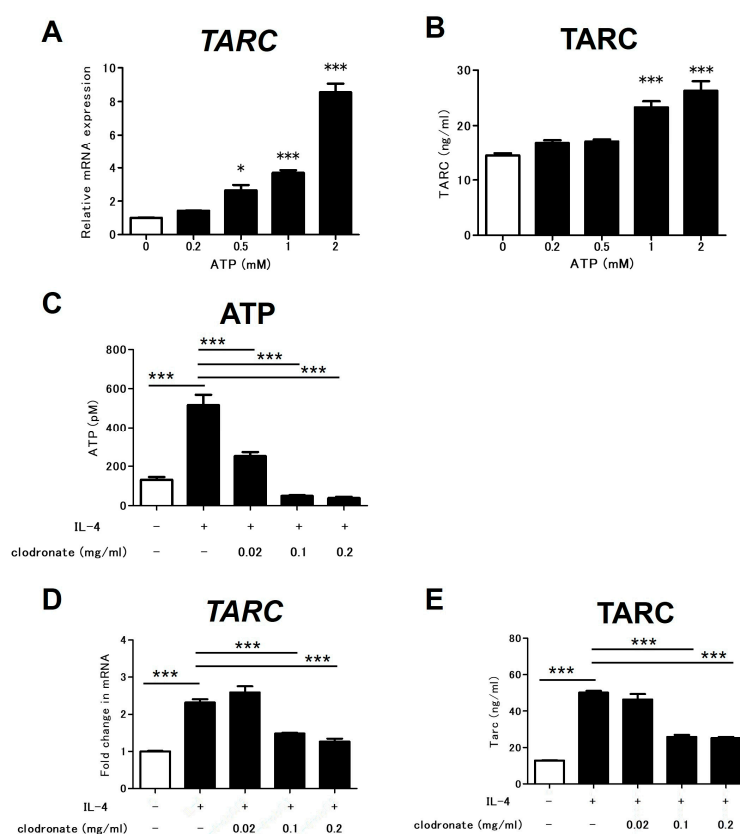 A
TARC
Relative mRNA expression
10
8
6
4
2
0
*
***
***
0 0.2 0.5 1 2
ATP (mM)
B
TARC
TARC (ng/ml)
30
20
10
0
***
***
0 0.2 0.5 1 2
ATP (mM)
C
ATP
ATP (pM)
800
600
400
200
0
***
***
***
***
IL-4 − + + + +
clodronate (mg/ml) − − 0.02 0.1 0.2
D
TARC
Fold change in mRNA
4
3
2
1
0
***
***
***
IL-4 − + + + +
clodronate (mg/ml) − − 0.02 0.1 0.2
E
TARC
Tarc (ng/ml)
80
60
40
20
0
***
***
***
IL-4 − + + + +
clodronate (mg/ml) − − 0.02 0.1 0.2